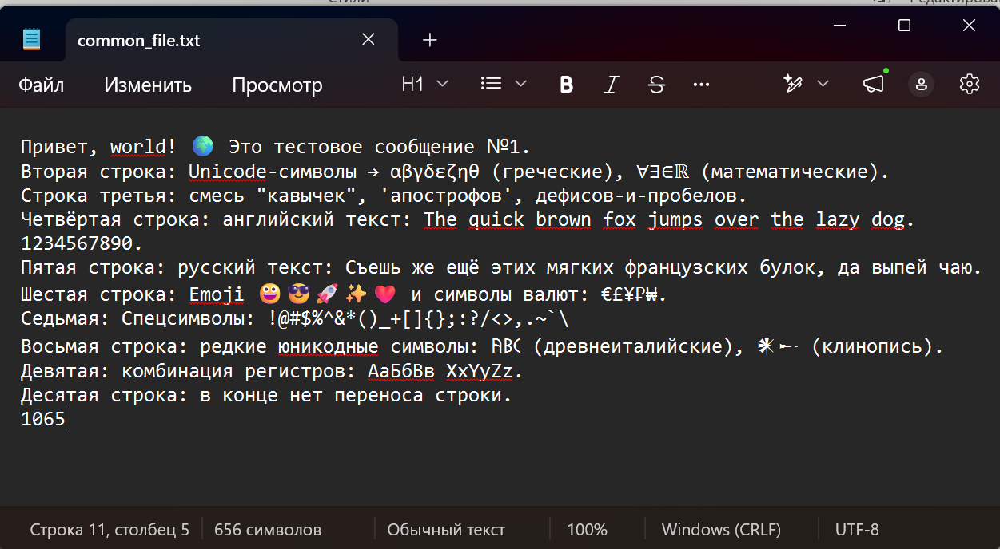 common_file.txt
Файл Изменить Просмотр H1 B I S
Привет, world! 🌍 Это тестовое сообщение №1.
Вторая строка: Unicode-символы → αβγδεζηθ (греческие), ∀∃∈ℝ (математические).
Строка третья: смесь "кавычек", 'апострофов', дефисов-и-пробелов.
Четвёртая строка: английский текст: The quick brown fox jumps over the lazy dog.
1234567890.
Пятая строка: русский текст: Съешь же ещё этих мягких французских булок, да выпей чаю.
Шестая строка: Emoji 😀😎🚀✨❤️ и символы валют: €£¥₽₩.
Седьмая: Спецсимволы: !@#$%^&*()_+[]{};:?/<>,.~`\
Восьмая строка: редкие юникодные символы: 𐌀𐌁𐌂 (древнеиталийские), 𒀭𒀸 (клинопись).
Девятая: комбинация регистров: АаБбВв XxYyZz.
Десятая строка: в конце нет переноса строки.
1065
Строка 11, столбец 5 656 символов Обычный текст 100% Windows (CRLF) UTF-8